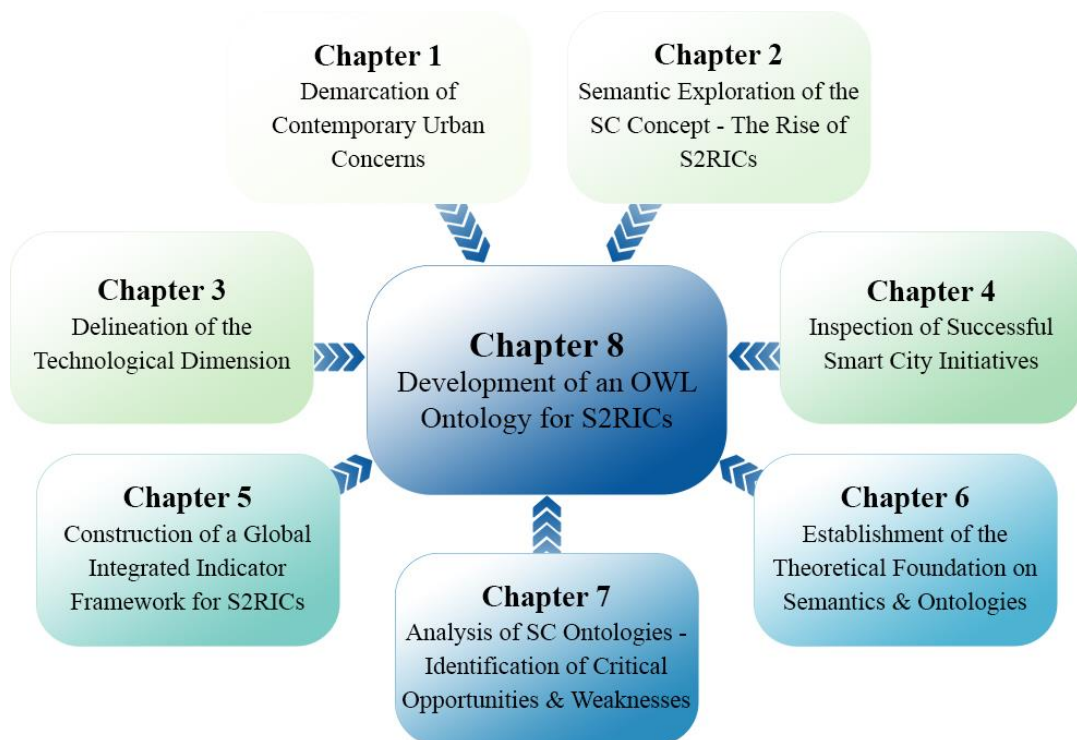 Chapter 1
Demarcation of
Contemporary Urban
Concerns
Chapter 2
Semantic Exploration of the
SC Concept - The Rise of
S2RICs
Chapter 3
Delineation of the
Technological Dimension
Chapter 4
Inspection of Successful
Smart City Initiatives
Chapter 8
Development of an OWL
Ontology for S2RICs
Chapter 5
Construction of a Global
Integrated Indicator
Framework for S2RICs
Chapter 6
Establishment of the
Theoretical Foundation on
Semantics & Ontologies
Chapter 7
Analysis of SC Ontologies -
Identification of Critical
Opportunities & Weaknesses